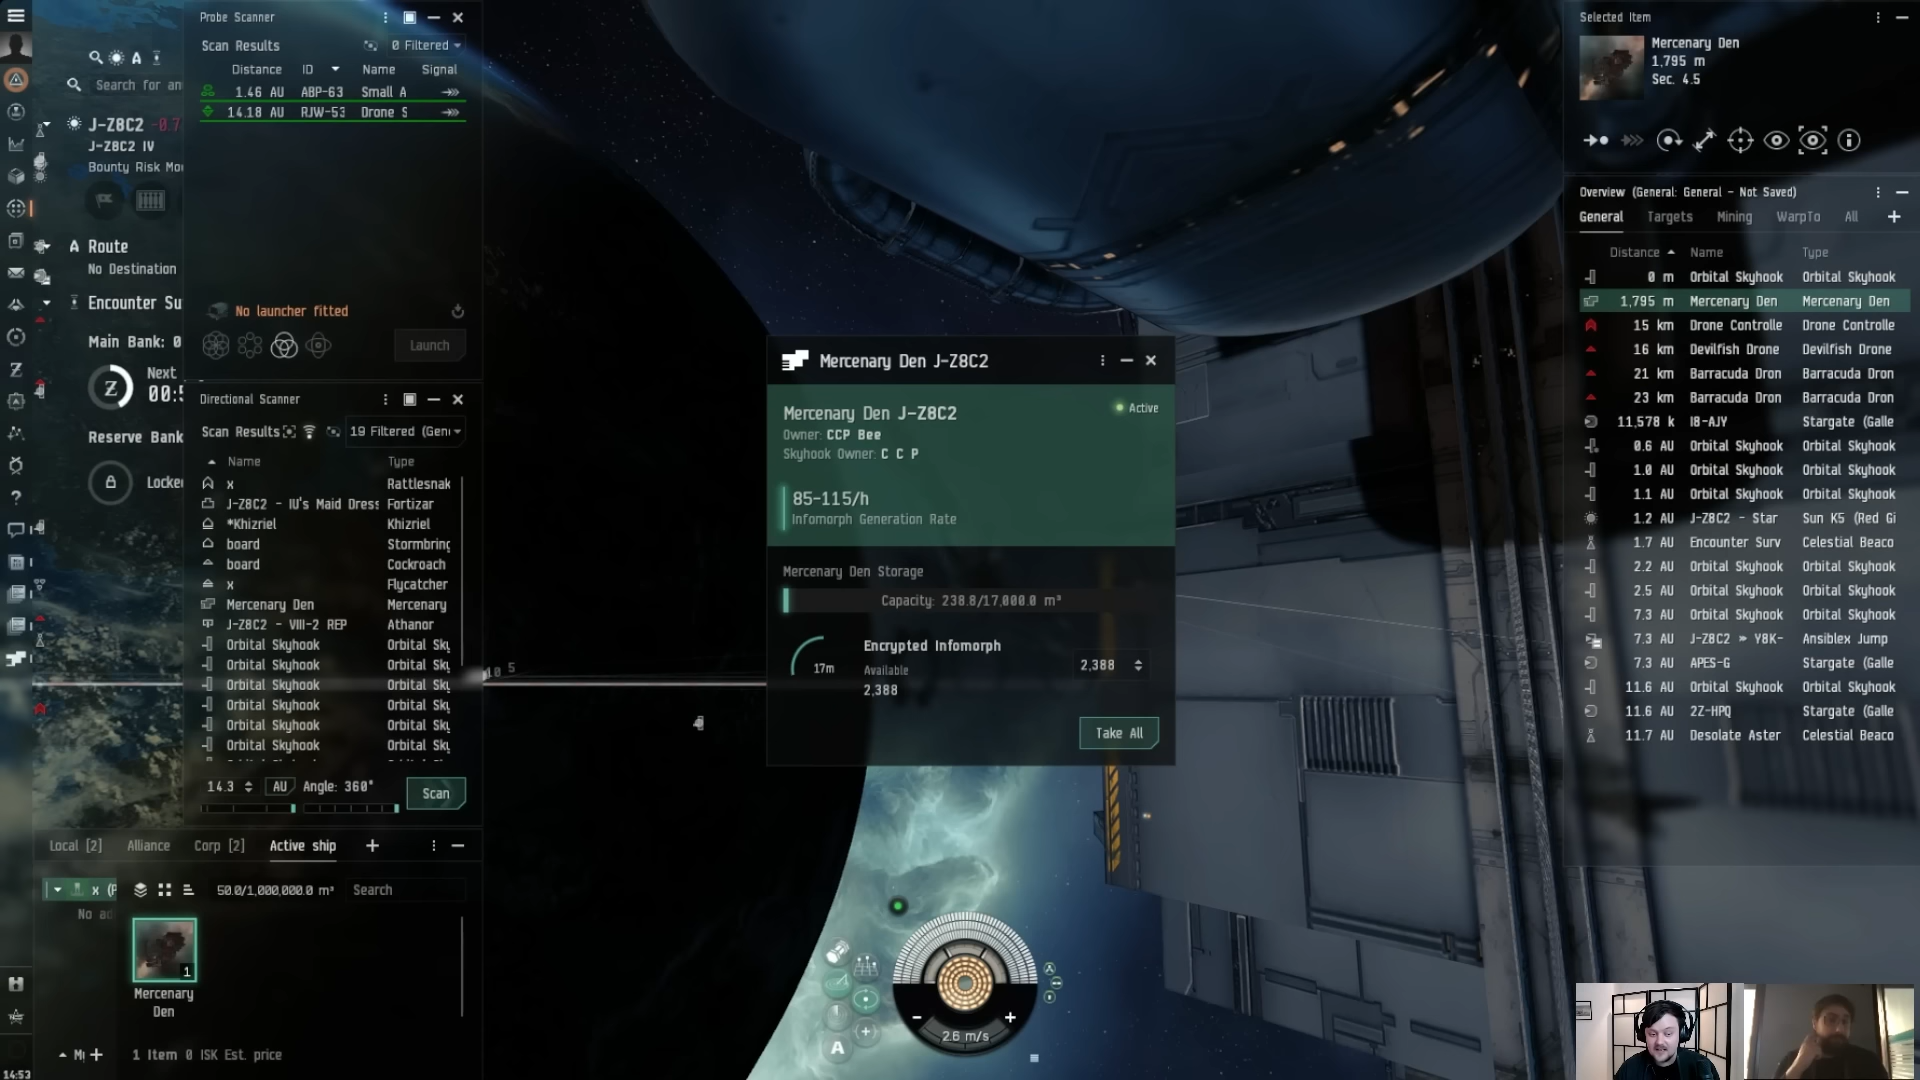 Probe Scanner
Scan Results
0 Filtered
Distance ID Name Signal
1.46 AU ABP-63 Small A
14.18 AU RJW-53 Drone S
Search for an
J-Z8C2 -0.7
J-Z8C2 IV
Bounty Risk Mo
A Route
No Destination
Encounter Su
Main Bank: 0
Next
00:5
Reserve Bank
Locke
No launcher fitted
Launch
Directional Scanner
Scan Results
19 Filtered (Gen
Name Type
x Rattlesnak
J-Z8C2 - IU's Maid Dress Fortizar
*Khizriel Khizriel
board Stormbring
board Cockroach
x Flycatcher
Mercenary Den Mercenary
J-Z8C2 - VIII-2 REP Athanor
Orbital Skyhook Orbital Sky
Orbital Skyhook Orbital Sky
Orbital Skyhook Orbital Sky
Orbital Skyhook Orbital Sky
Orbital Skyhook Orbital Sky
Orbital Skyhook Orbital Sky
14.3 AU Angle: 360°
Scan
Local [2] Alliance Corp [2] Active ship +
x (P
50.0/1,000,000.0 m³ Search
No ad
1
Mercenary
Den
1 Item 0 ISK Est. price
14:53
10 5
Mercenary Den J-Z8C2
Mercenary Den J-Z8C2
Active
Owner: CCP Bee
Skyhook Owner: C C P
85-115/h
Infomorph Generation Rate
Mercenary Den Storage
Capacity: 238.8/17,000.0 m³
17m
Encrypted Infomorph
Available
2,388
2,388
Take All
2.6 m/s
A
Selected Item
Mercenary Den
1,795 m
Sec. 4.5
Overview (General: General - Not Saved)
General Targets Mining WarpTo All +
Distance Name Type
0 m Orbital Skyhook Orbital Skyhook
1,795 m Mercenary Den Mercenary Den
15 km Drone Controlle Drone Controlle
16 km Devilfish Drone Devilfish Drone
21 km Barracuda Dron Barracuda Dron
23 km Barracuda Dron Barracuda Dron
11,578 k I8-AJY Stargate (Galle
0.6 AU Orbital Skyhook Orbital Skyhook
1.0 AU Orbital Skyhook Orbital Skyhook
1.1 AU Orbital Skyhook Orbital Skyhook
1.2 AU J-Z8C2 - Star Sun K5 (Red Gi
1.7 AU Encounter Surv Celestial Beaco
2.2 AU Orbital Skyhook Orbital Skyhook
2.5 AU Orbital Skyhook Orbital Skyhook
7.3 AU Orbital Skyhook Orbital Skyhook
7.3 AU J-Z8C2 » Y8K- Ansiblex Jump
7.3 AU APES-G Stargate (Galle
11.6 AU Orbital Skyhook Orbital Skyhook
11.6 AU 2Z-HPQ Stargate (Galle
11.7 AU Desolate Aster Celestial Beaco